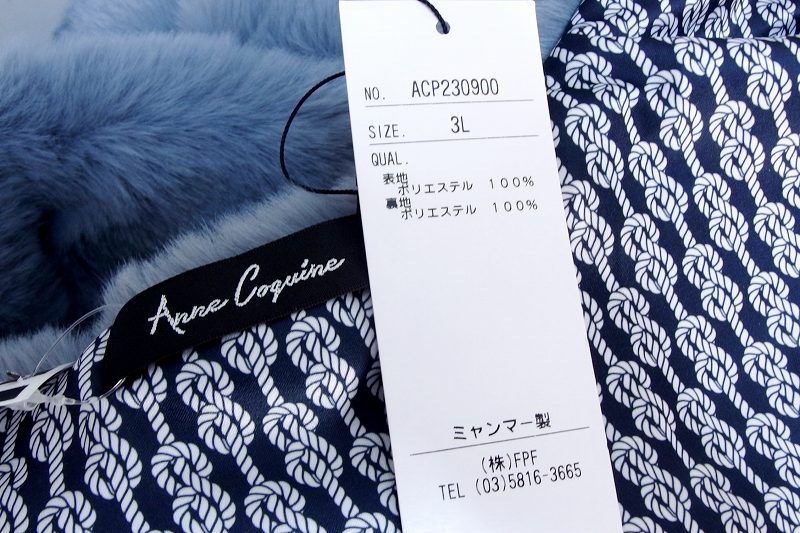 NO. ACP230900
SIZE. 3L
QUAL.
表地
ポリエステル 100%
裏地
ポリエステル 100%
Anne Coquine
ミャンマー製
(株)FPF
TEL (03)5816-3665